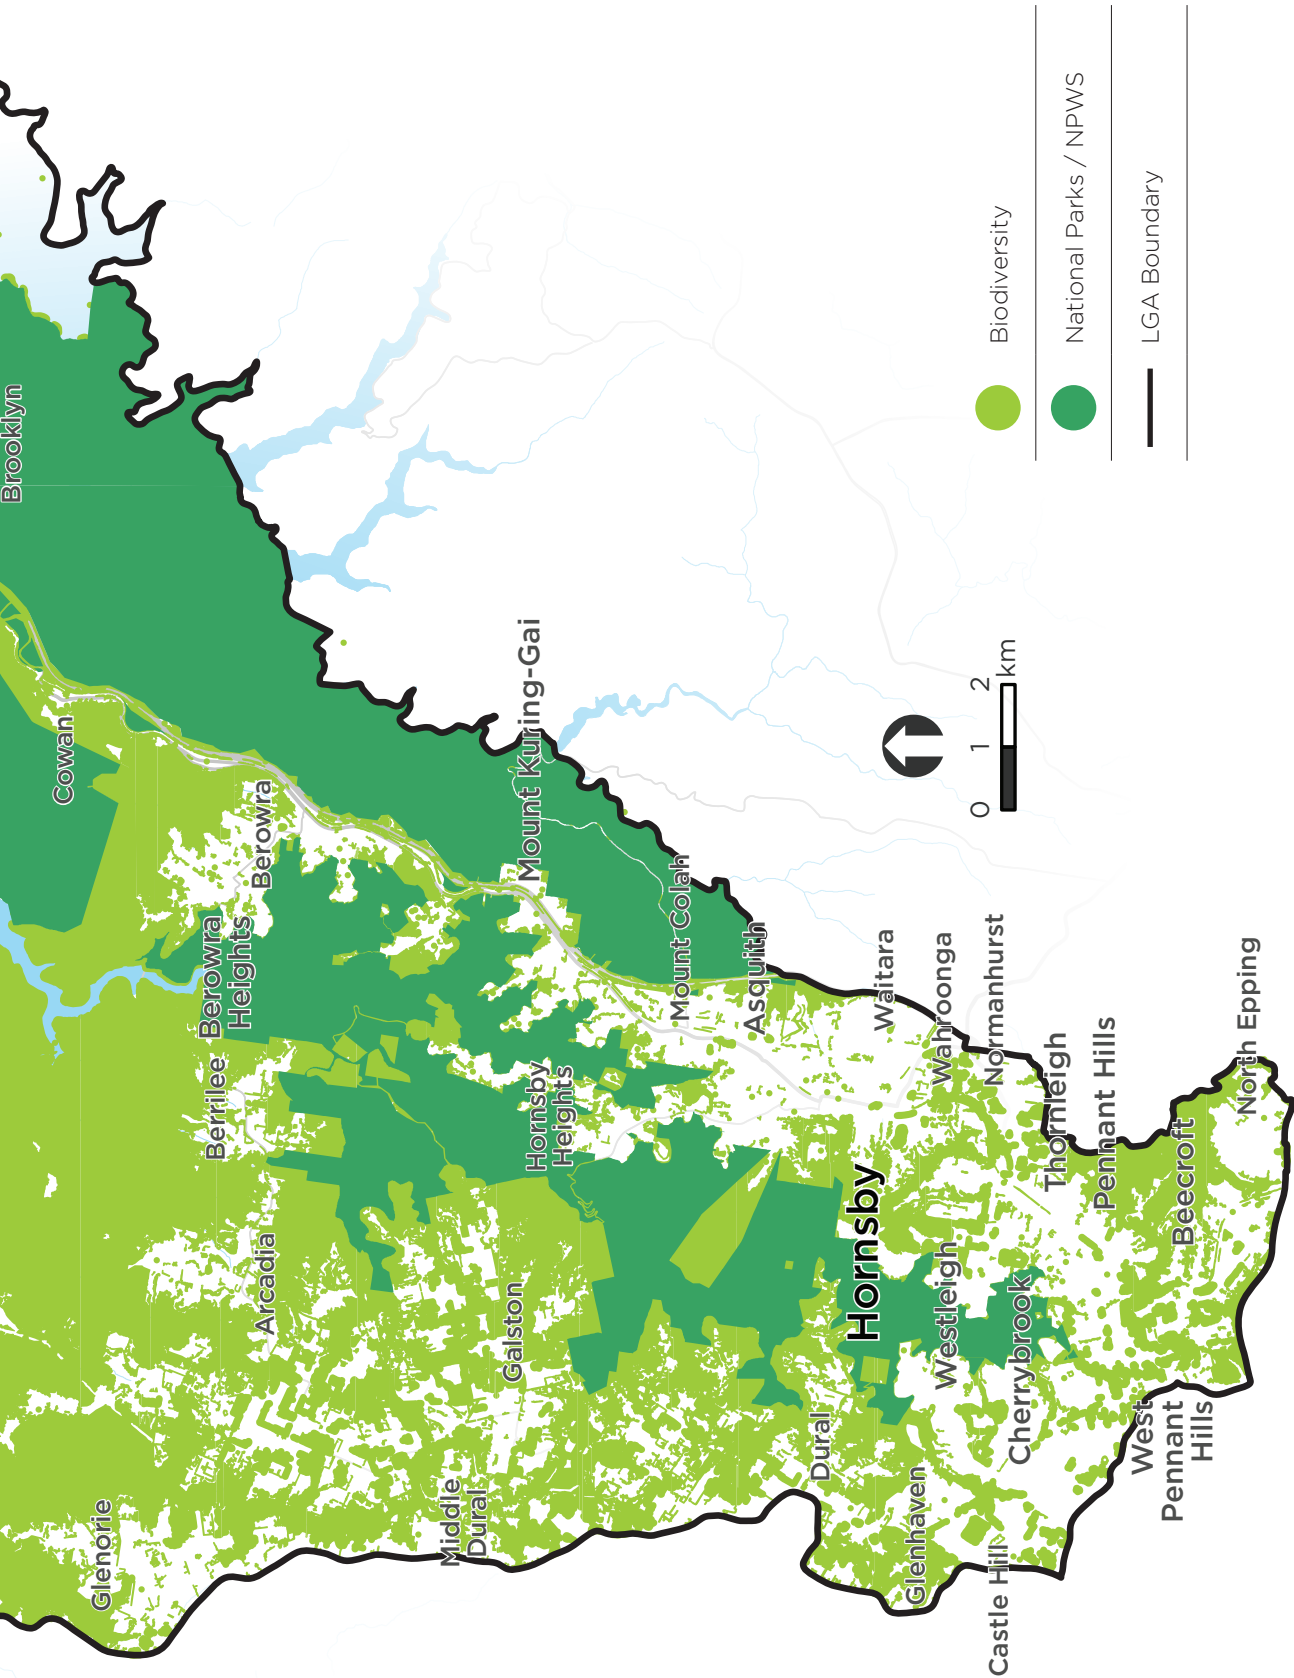 Brooklyn
Cowan
Berowra
Berowra
Heights
Berrilee
Glenorie
Arcadia
Mount Kuring-Gai
Mount Colah
Hornsby
Heights
Galston
Middle
Dural
Asquith
Waitara
Wahroonga
Normanhurst
Hornsby
Dural
Westleigh
Glenhaven
Thornleigh
Cherrybrook
Castle Hill
Pennant Hills
Beecroft
North Epping
West
Pennant
Hills
0 1 2
km
Biodiversity
National Parks / NPWS
LGA Boundary